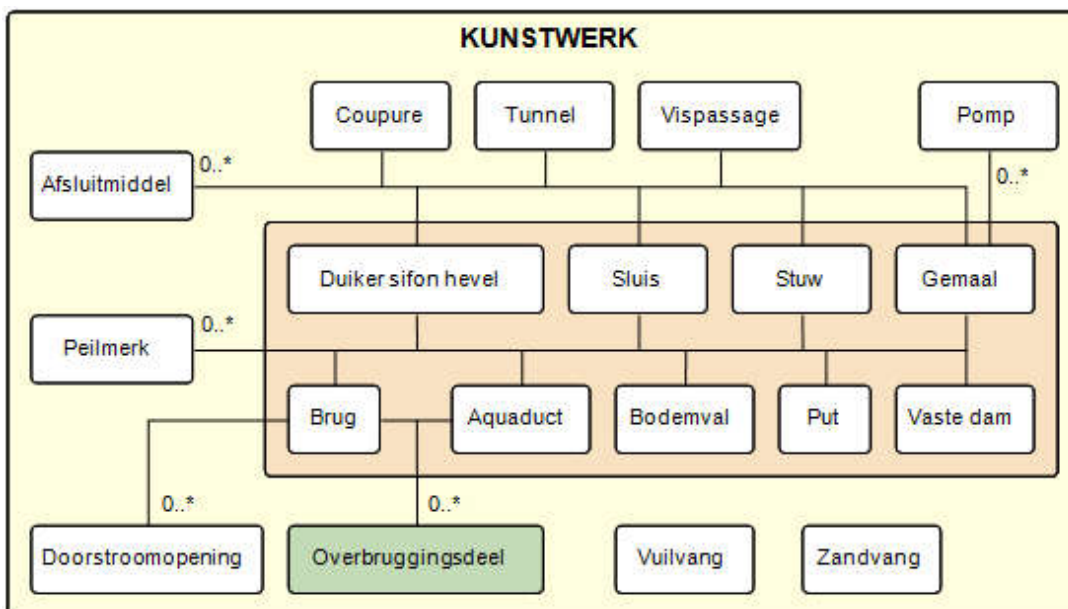 KUNSTWERK
Coupure
Tunnel
Vispassage
Pomp
0..*
Afsluitmiddel
0..*
Duiker sifon hevel
Sluis
Stuw
Gemaal
0..*
Peilmerk
Brug
Aquaduct
Bodemval
Put
Vaste dam
0..*
0..*
Doorstroomopening
Overbruggingsdeel
Vuilvang
Zandvang